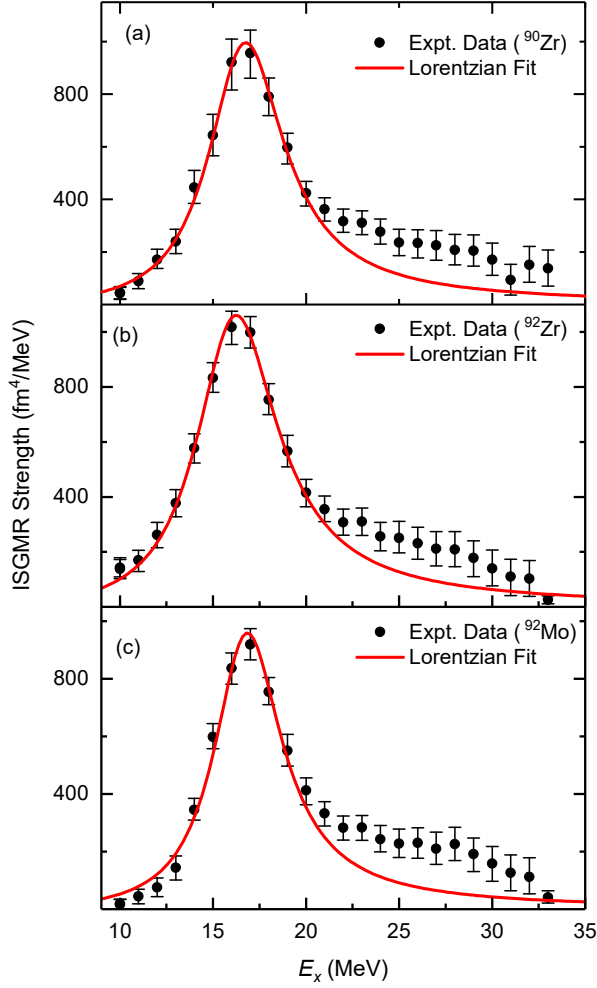 (a)
Expt. Data (⁹⁰Zr)
Lorentzian Fit
800
400
(b)
Expt. Data (⁹²Zr)
Lorentzian Fit
800
400
ISGMR Strength (fm⁴/MeV)
(c)
Expt. Data (⁹²Mo)
Lorentzian Fit
800
400
10 15 20 25 30 35
Eₓ (MeV)